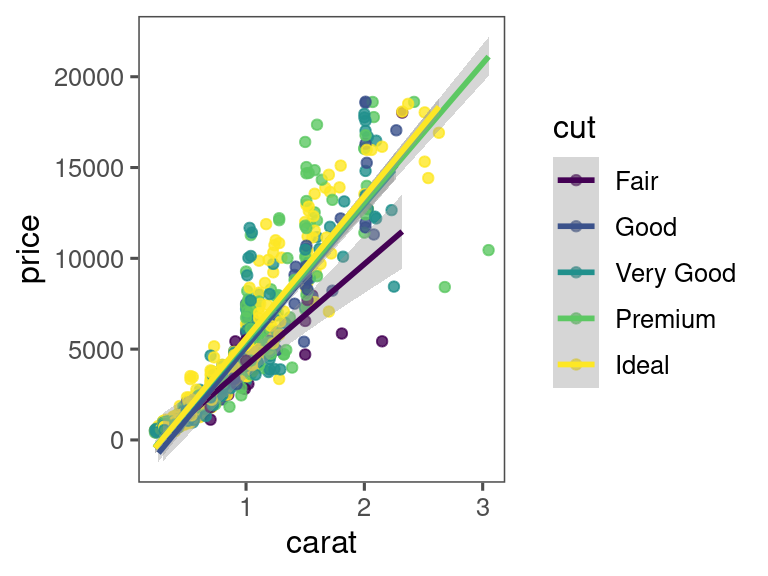 20000
15000
10000
5000
0
price
1 2 3
carat
cut
Fair
Good
Very Good
Premium
Ideal